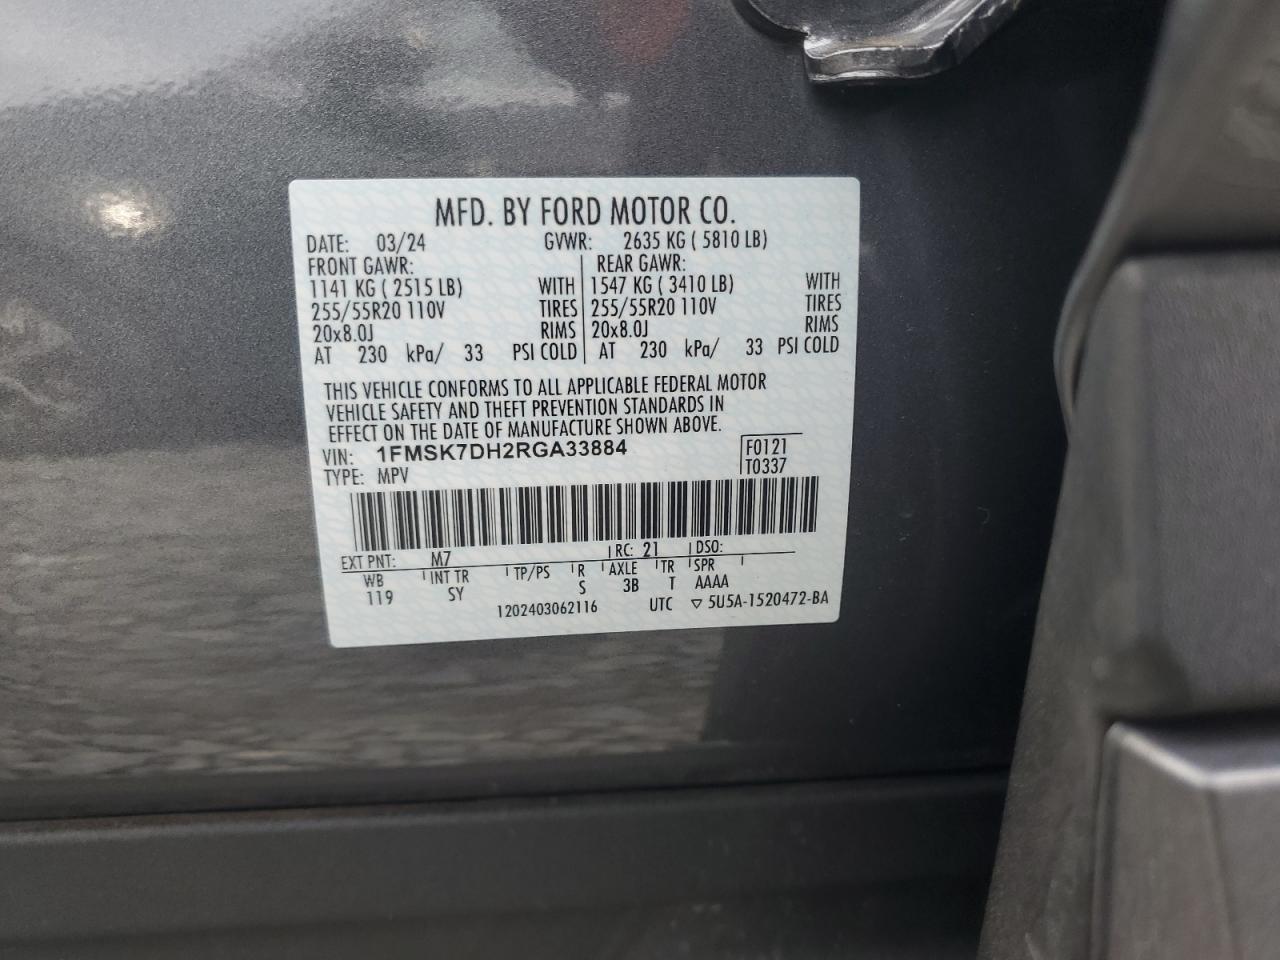 MFD. BY FORD MOTOR CO.
DATE: 03/24 GVWR: 2635 KG ( 5810 LB)
FRONT GAWR: REAR GAWR:
1141 KG ( 2515 LB) WITH 1547 KG ( 3410 LB) WITH
255/55R20 110V TIRES 255/55R20 110V TIRES
20x8.0J RIMS 20x8.0J RIMS
AT 230 kPa/ 33 PSI COLD AT 230 kPa/ 33 PSI COLD
THIS VEHICLE CONFORMS TO ALL APPLICABLE FEDERAL MOTOR
VEHICLE SAFETY AND THEFT PREVENTION STANDARDS IN
EFFECT ON THE DATE OF MANUFACTURE SHOWN ABOVE.
VIN: 1FMSK7DH2RGA33884 F0121
TYPE: MPV T0337
EXT PNT: M7 RC: 21 DSO:
WB INT TR TP/PS R AXLE TR SPR
119 SY S 3B T AAAA
1202403062116 UTC ▽ 5U5A-1520472-BA